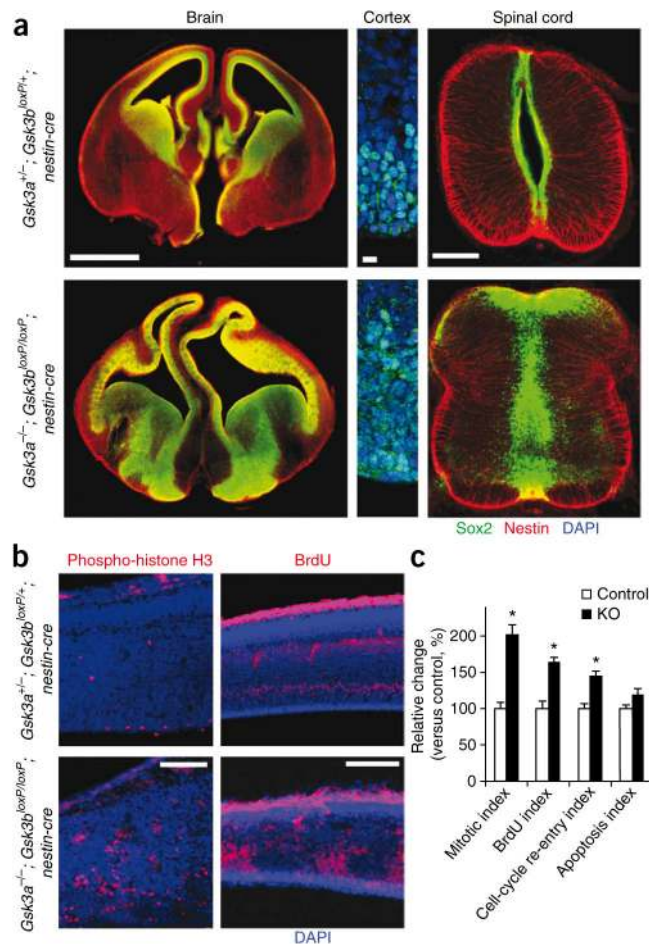 a
Brain
Cortex
Spinal cord
Gsk3a+/−; Gsk3bloxP/+;
nestin-cre
Gsk3a−/−; Gsk3bloxP/loxP;
nestin-cre
Sox2 Nestin DAPI
b
Phospho-histone H3
BrdU
Gsk3a+/−; Gsk3bloxP/+;
nestin-cre
Gsk3a−/−; Gsk3bloxP/loxP;
nestin-cre
DAPI
c
Control
KO
Relative change
(versus control, %)
200
150
100
50
0
*
*
*
Mitotic index
BrdU index
Cell-cycle re-entry index
Apoptosis index